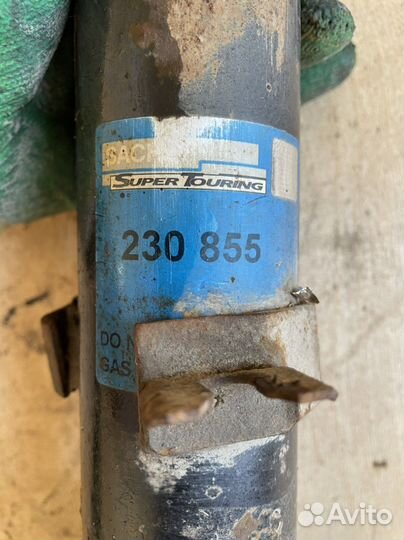 SAC
SUPER TOURING
230 855
DO N
GAS
Avito